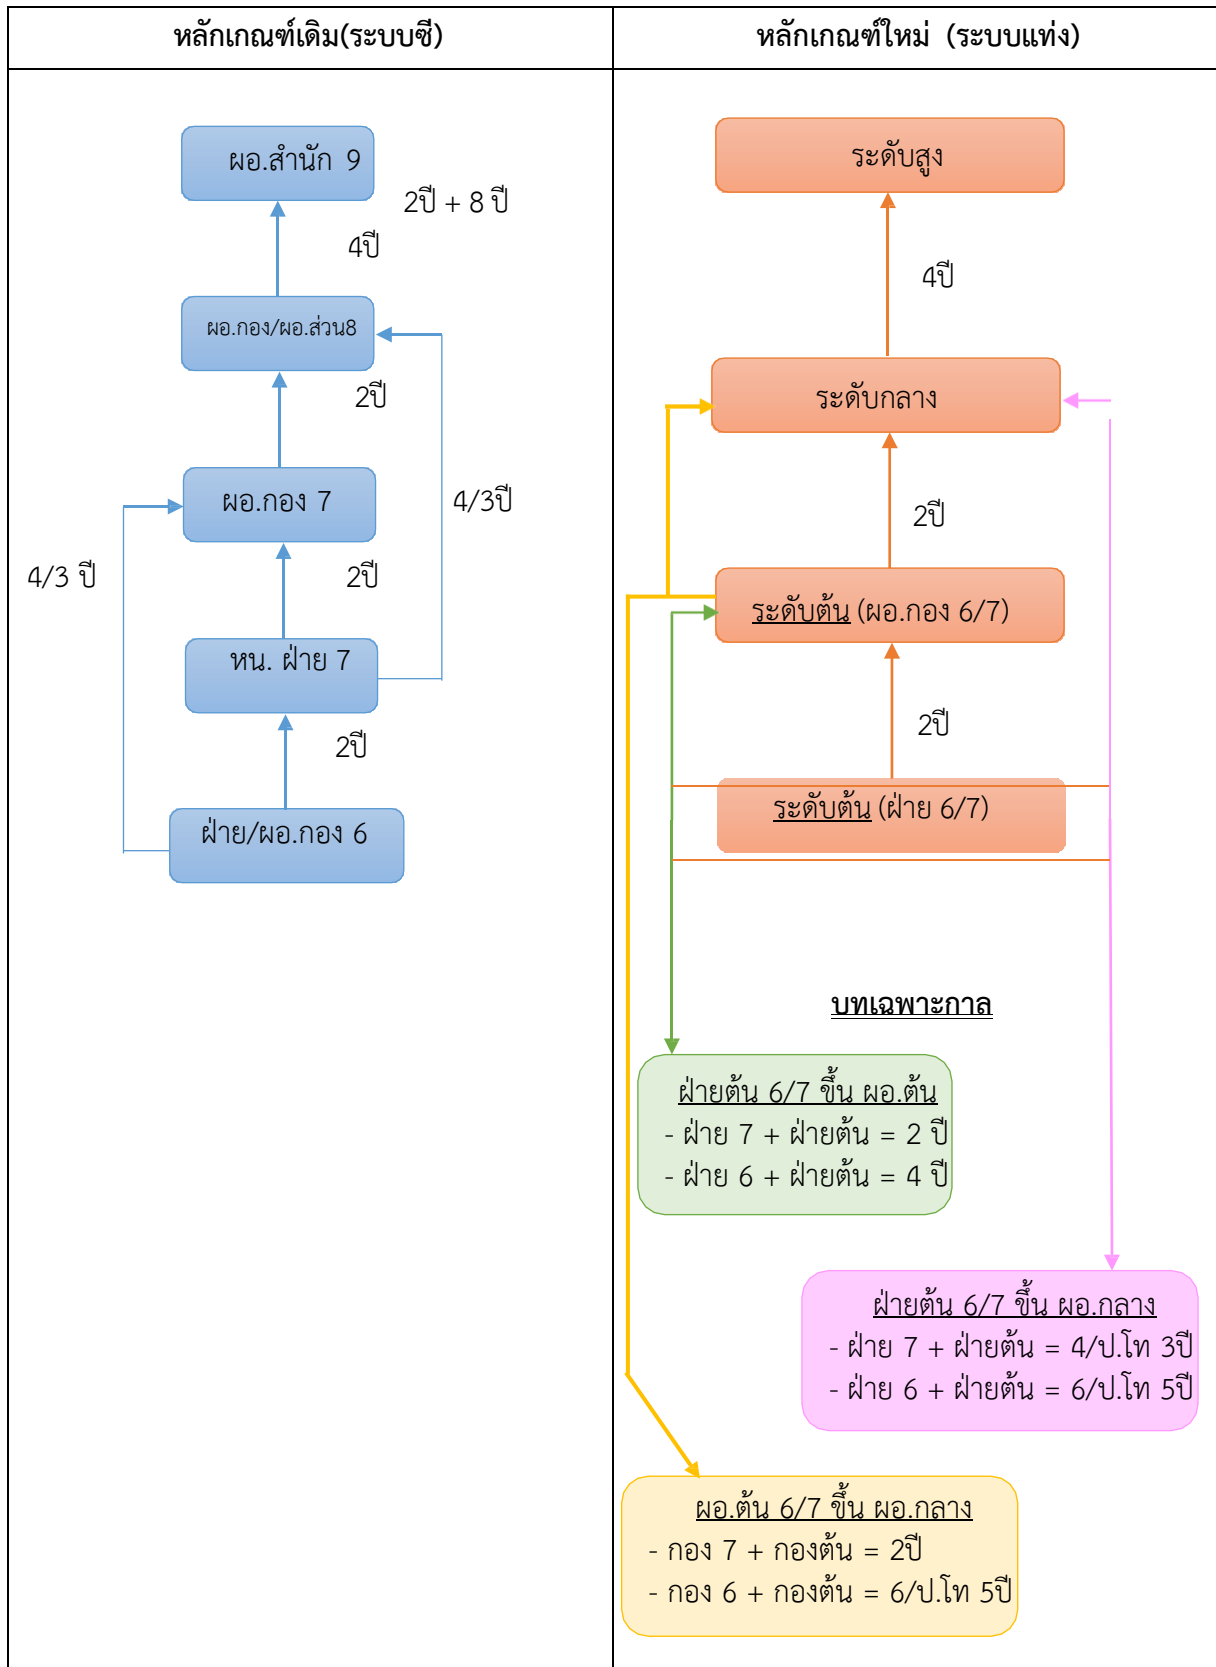 หลักเกณฑ์เดิม(ระบบซี)
หลักเกณฑ์ใหม่ (ระบบแท่ง)
ผอ.สำนัก 9
2ปี + 8 ปี
4ปี
ผอ.กอง/ผอ.ส่วน8
2ปี
ผอ.กอง 7
4/3ปี
4/3 ปี
2ปี
หน. ฝ่าย 7
2ปี
ฝ่าย/ผอ.กอง 6
ระดับสูง
4ปี
ระดับกลาง
2ปี
ระดับต้น (ผอ.กอง 6/7)
2ปี
ระดับต้น (ฝ่าย 6/7)
บทเฉพาะกาล
ฝ่ายต้น 6/7 ขึ้น ผอ.ต้น
- ฝ่าย 7 + ฝ่ายต้น = 2 ปี
- ฝ่าย 6 + ฝ่ายต้น = 4 ปี
ฝ่ายต้น 6/7 ขึ้น ผอ.กลาง
- ฝ่าย 7 + ฝ่ายต้น = 4/ป.โท 3ปี
- ฝ่าย 6 + ฝ่ายต้น = 6/ป.โท 5ปี
ผอ.ต้น 6/7 ขึ้น ผอ.กลาง
- กอง 7 + กองต้น = 2ปี
- กอง 6 + กองต้น = 6/ป.โท 5ปี